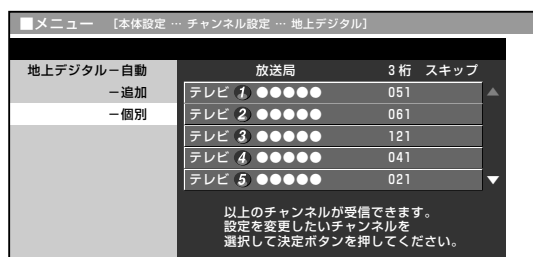 ■メニュー [本体設定 … チャンネル設定 … 地上デジタル]
地上デジタル－自動
－追加
－個別
放送局 3桁 スキップ
テレビ 1 ●●●●● 051
テレビ 2 ●●●●● 061
テレビ 3 ●●●●● 121
テレビ 4 ●●●●● 041
テレビ 5 ●●●●● 021
以上のチャンネルが受信できます。
設定を変更したいチャンネルを
選択して決定ボタンを押してください。